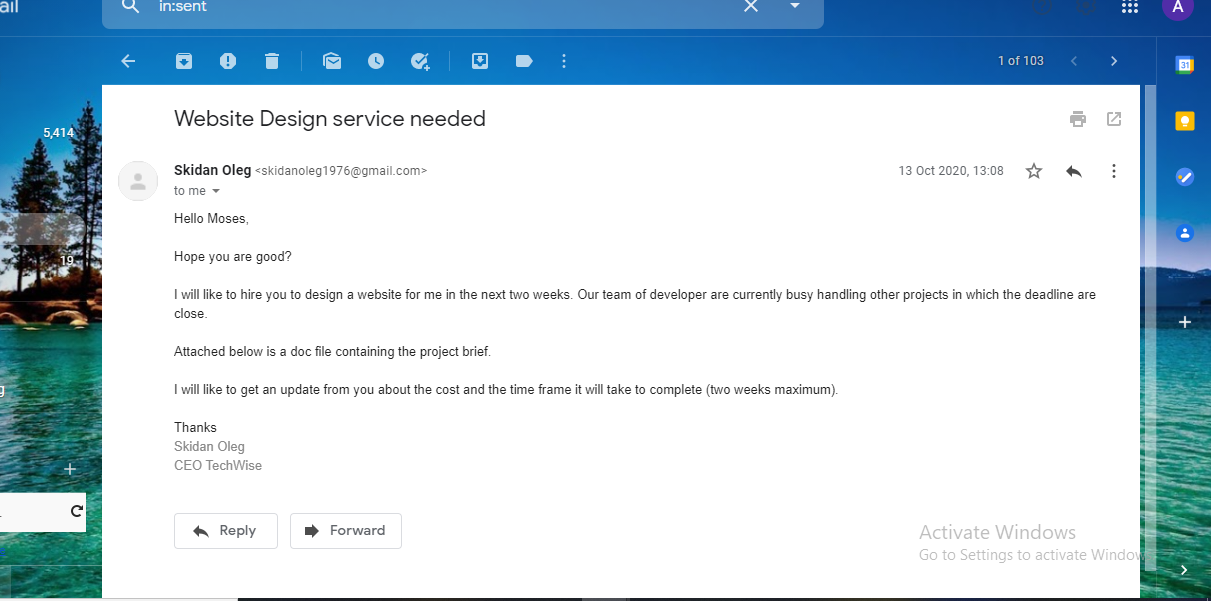 ail
in:sent
A
1 of 103
31
5,414
Website Design service needed
Skidan Oleg <skidanoleg1976@gmail.com>
13 Oct 2020, 13:08
to me
Hello Moses,
19
Hope you are good?
I will like to hire you to design a website for me in the next two weeks. Our team of developer are currently busy handling other projects in which the deadline are
close.
Attached below is a doc file containing the project brief.
g
I will like to get an update from you about the cost and the time frame it will take to complete (two weeks maximum).
Thanks
Skidan Oleg
CEO TechWise
Reply
Forward
Activate Windows
Go to Settings to activate Window